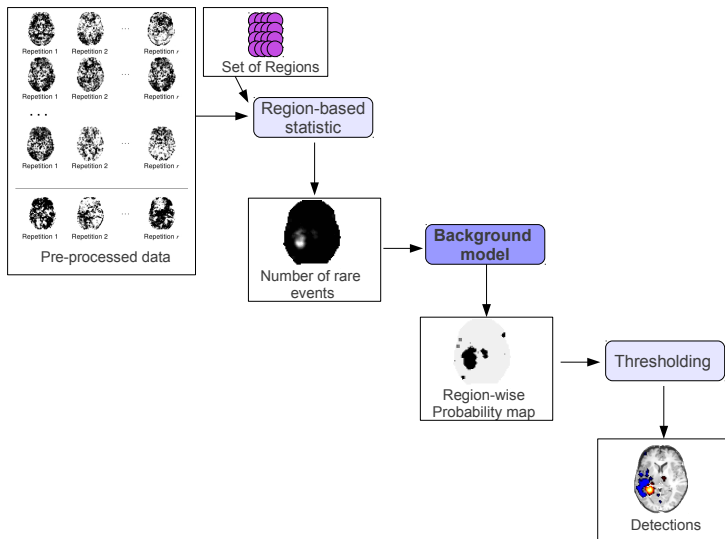 Repetition 1 Repetition 2 ... Repetition r
Repetition 1 Repetition 2 ... Repetition r
...
Repetition 1 Repetition 2 ... Repetition r
Repetition 1 Repetition 2 ... Repetition r
Pre-processed data
Set of Regions
Region-based
statistic
Number of rare
events
Background
model
Region-wise
Probability map
Thresholding
Detections